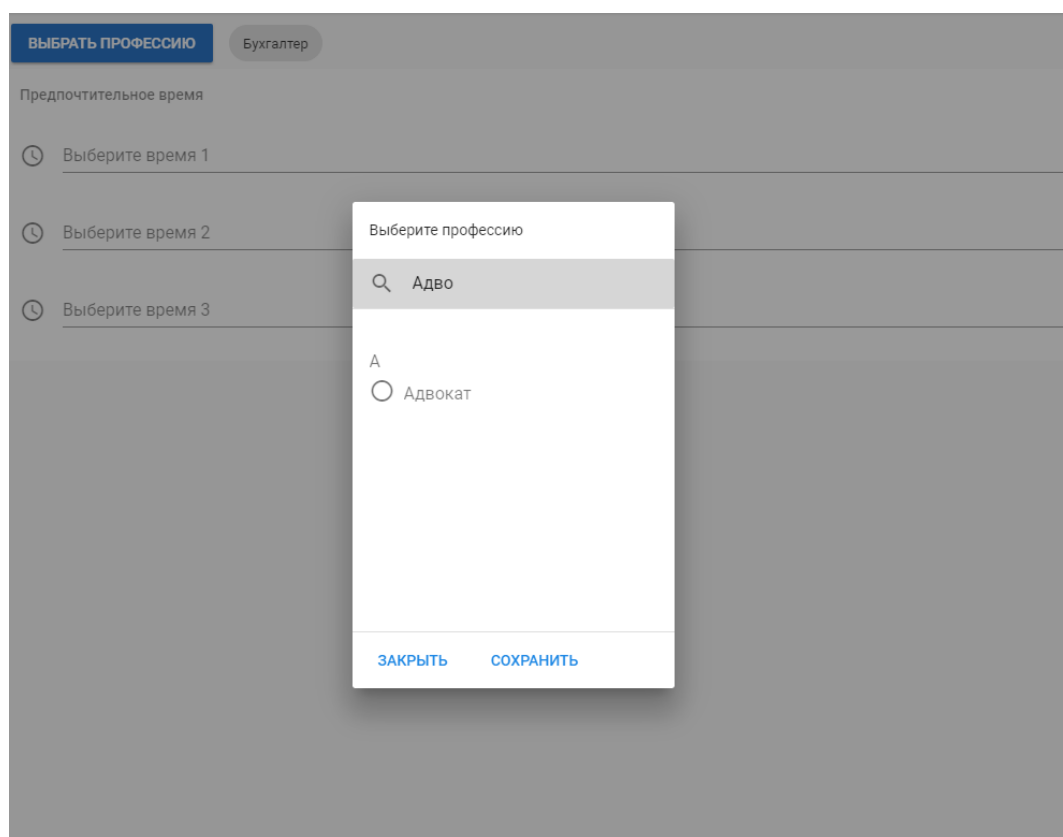 ВЫБРАТЬ ПРОФЕССИЮ Бухгалтер
Предпочтительное время
Выберите время 1
Выберите время 2
Выберите время 3
Выберите профессию
Адво
А
Адвокат
ЗАКРЫТЬ СОХРАНИТЬ